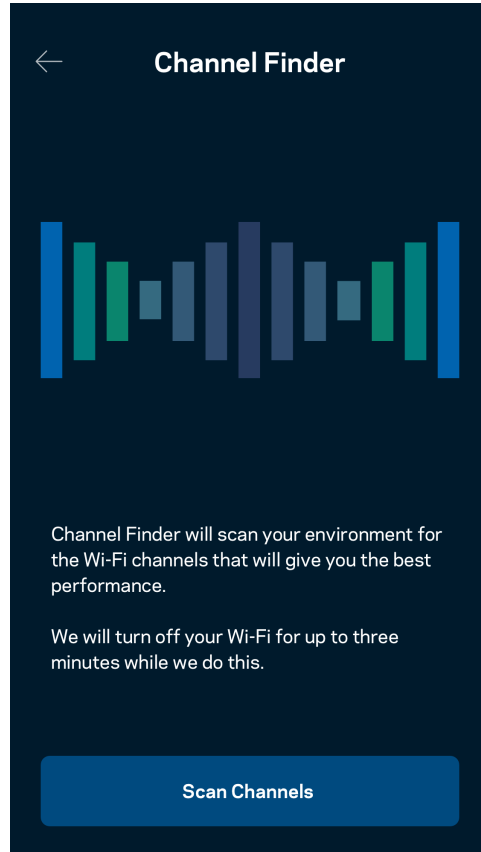 Channel Finder
Channel Finder will scan your environment for
the Wi-Fi channels that will give you the best
performance.
We will turn off your Wi-Fi for up to three
minutes while we do this.
Scan Channels